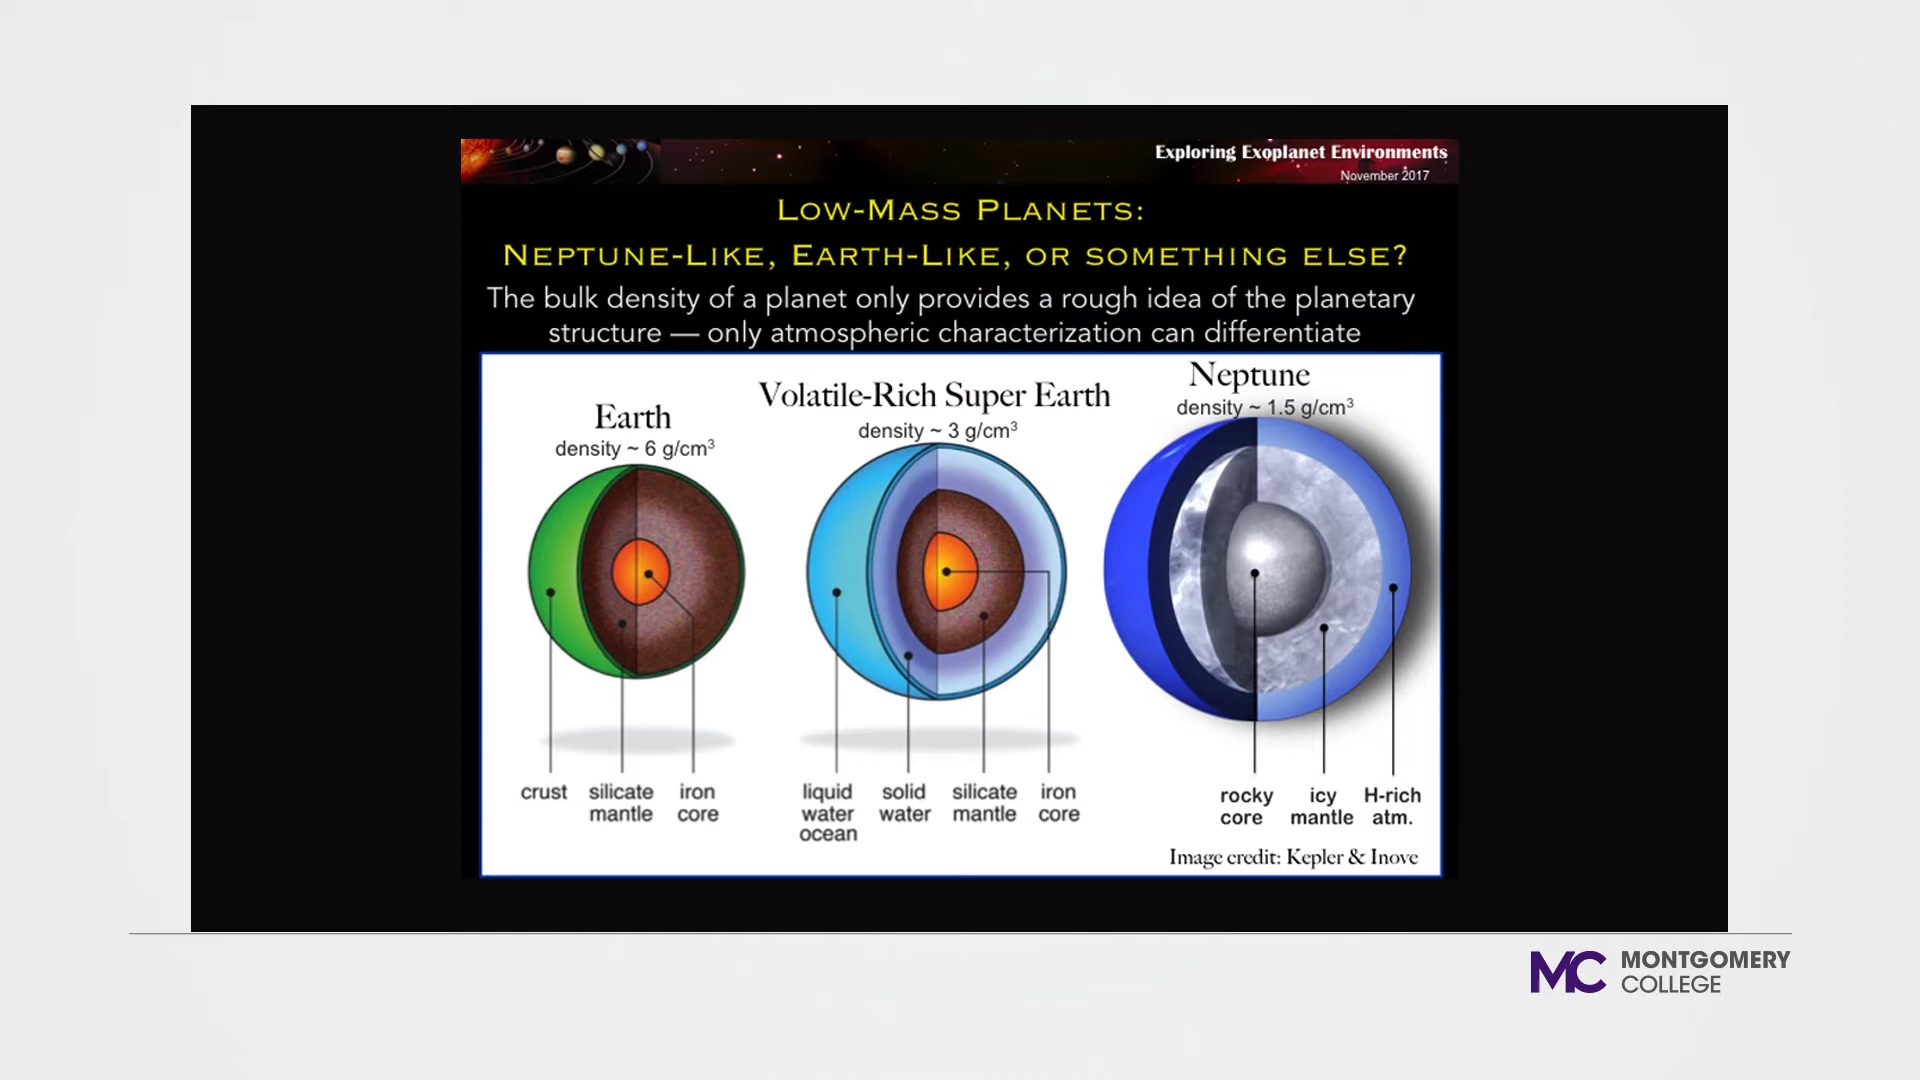 Exploring Exoplanet Environments
November 2017
Low-Mass Planets:
Neptune-Like, Earth-Like, or something else?
The bulk density of a planet only provides a rough idea of the planetary
structure — only atmospheric characterization can differentiate
Earth
density ~ 6 g/cm³
crust
silicate
mantle
iron
core
Volatile-Rich Super Earth
density ~ 3 g/cm³
liquid
water
ocean
solid
water
silicate
mantle
iron
core
Neptune
density ~ 1.5 g/cm³
rocky
core
icy
mantle
H-rich
atm.
Image credit: Kepler & Inove
MC
MONTGOMERY
COLLEGE